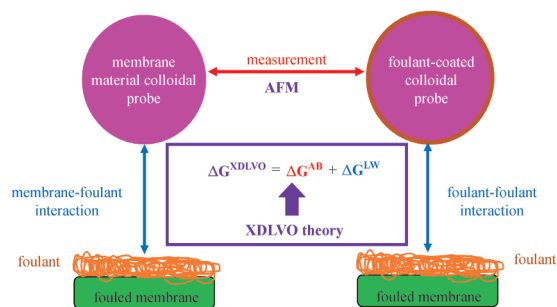 membrane
material colloidal
probe
measurement
AFM
foulant-coated
colloidal
probe
membrane-foulant
interaction
ΔG^XDLVO = ΔG^AB + ΔG^LW
XDLVO theory
foulant-foulant
interaction
foulant
fouled membrane
foulant
fouled membrane